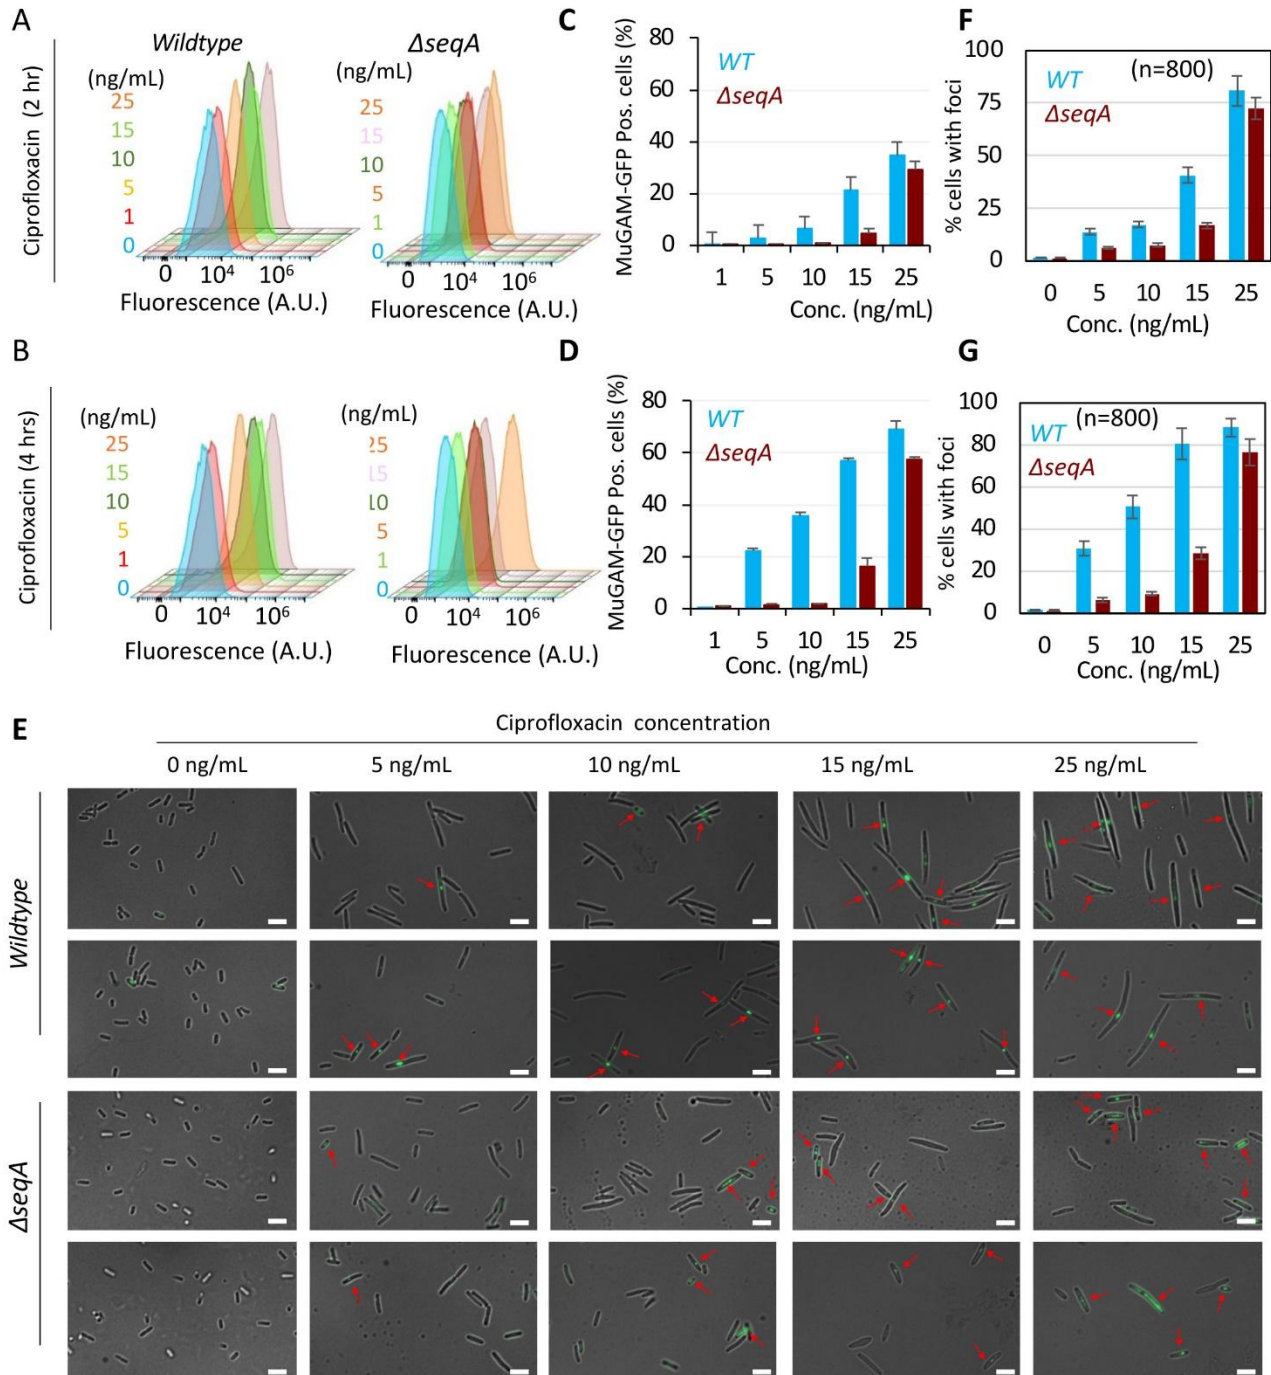 A
Ciprofloxacin (2 hr)
Wildtype
ΔseqA
(ng/mL)
25
15
10
5
1
0
0 10⁴ 10⁶
Fluorescence (A.U.)
(ng/mL)
25
15
10
5
1
0
0 10⁴ 10⁶
Fluorescence (A.U.)
C
MuGAM-GFP Pos. cells (%)
80
60
40
20
0
WT
ΔseqA
1 5 10 15 25
Conc. (ng/mL)
F
% cells with foci
100
75
50
25
0
WT
(n=800)
ΔseqA
0 5 10 15 25
Conc. (ng/mL)
B
Ciprofloxacin (4 hrs)
(ng/mL)
25
15
10
5
1
0
0 10⁴ 10⁶
Fluorescence (A.U.)
(ng/mL)
25
15
10
5
1
0
0 10⁴ 10⁶
Fluorescence (A.U.)
D
MuGAM-GFP Pos. cells (%)
80
60
40
20
0
WT
ΔseqA
1 5 10 15 25
Conc. (ng/mL)
G
% cells with foci
100
80
60
40
20
0
WT
(n=800)
ΔseqA
0 5 10 15 25
Conc. (ng/mL)
E
Ciprofloxacin concentration
0 ng/mL 5 ng/mL 10 ng/mL 15 ng/mL 25 ng/mL
Wildtype
ΔseqA